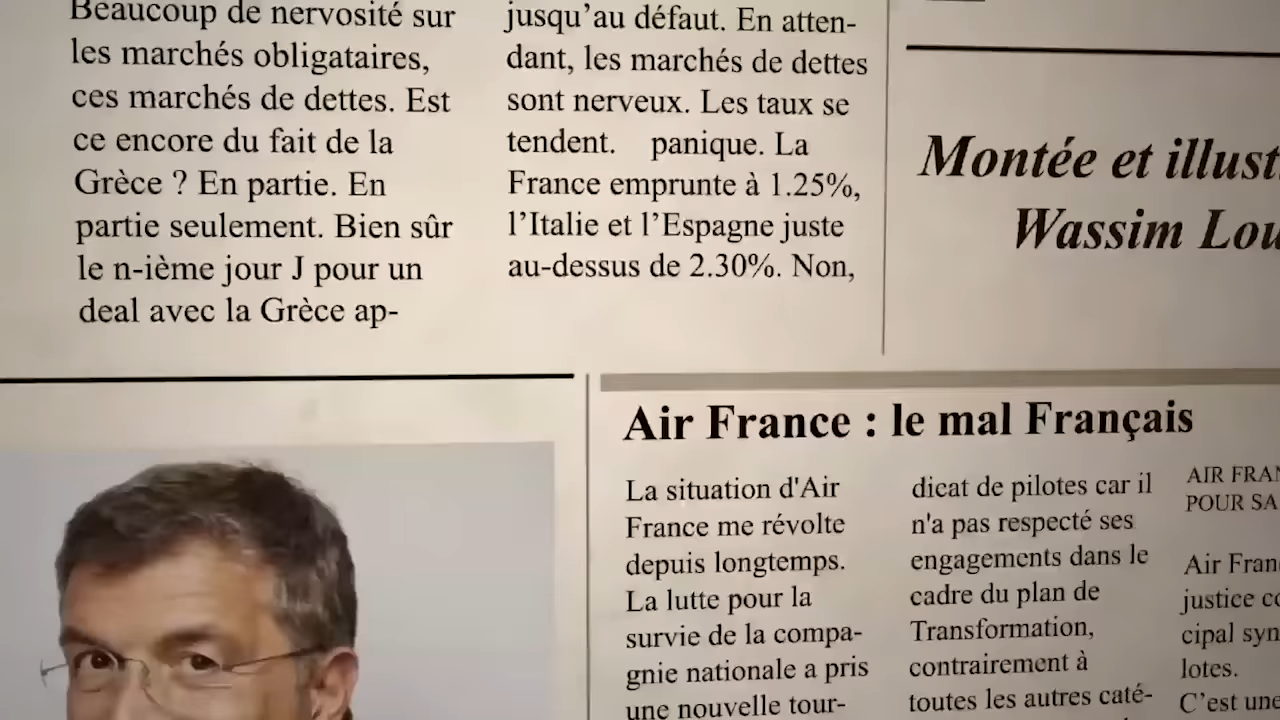 Beaucoup de nervosité sur
les marchés obligataires,
ces marchés de dettes. Est
ce encore du fait de la
Grèce ? En partie. En
partie seulement. Bien sûr
le n-ième jour J pour un
deal avec la Grèce ap-
jusqu’au défaut. En atten-
dant, les marchés de dettes
sont nerveux. Les taux se
tendent. panique. La
France emprunte à 1.25%,
l’Italie et l’Espagne juste
au-dessus de 2.30%. Non,
Montée et illust
Wassim Lou
Air France : le mal Français
La situation d'Air
France me révolte
depuis longtemps.
La lutte pour la
survie de la compa-
gnie nationale a pris
une nouvelle tour-
dicat de pilotes car il
n'a pas respecté ses
engagements dans le
cadre du plan de
Transformation,
contrairement à
toutes les autres caté-
AIR FRAN
POUR SA
Air Fran
justice co
cipal syn
lotes.
C’est une